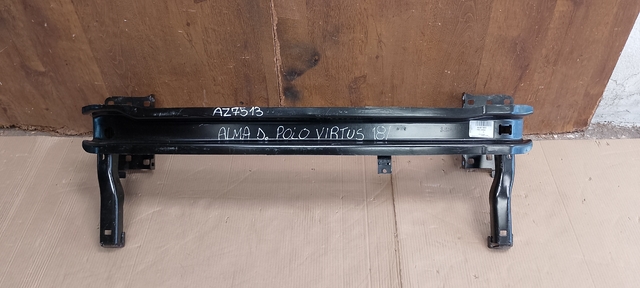 AZ7513
ALMA D. POLO VIRTUS 18/